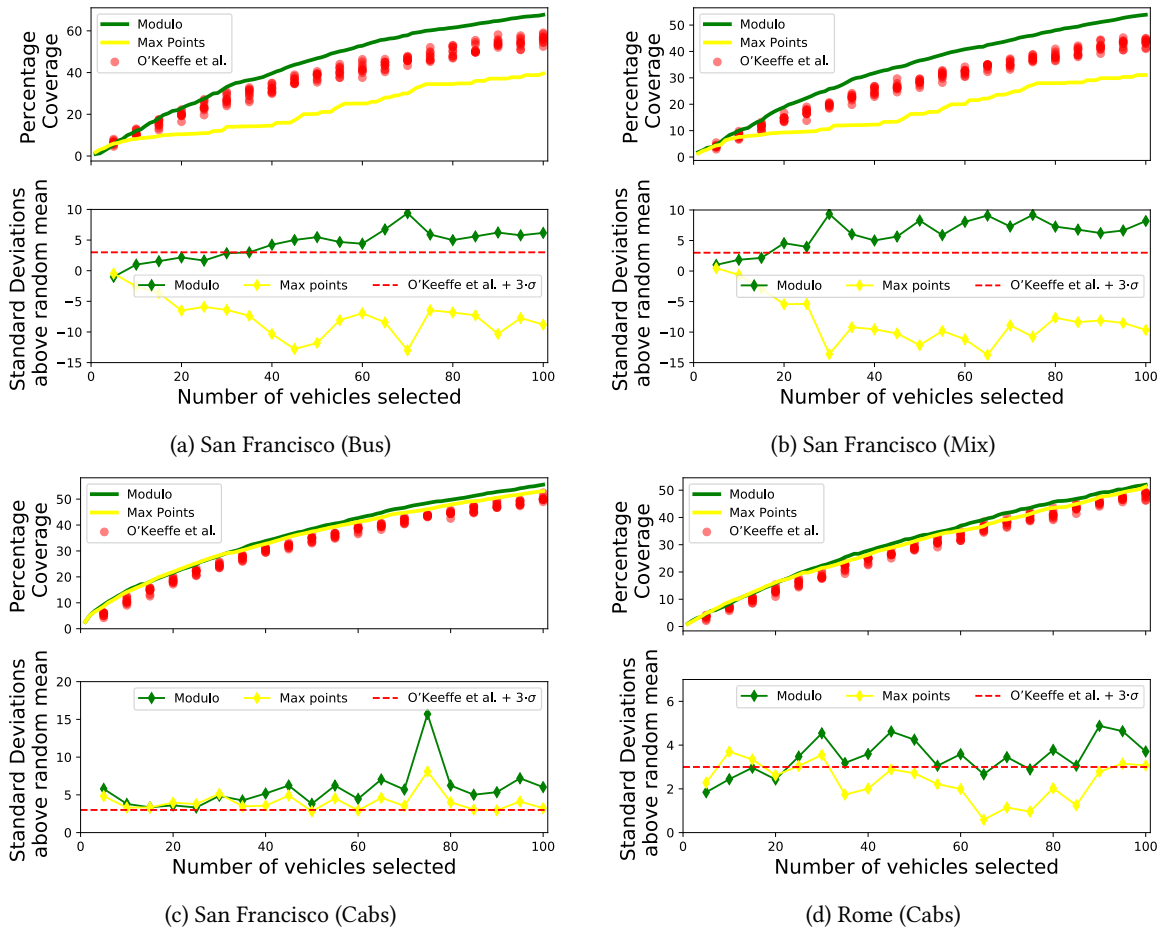 Percentage
Coverage
60
40
20
0
Modulo
Max Points
O'Keeffe et al.
Standard Deviations
above random mean
10
5
0
−5
−10
−15
Modulo
Max points
O'Keeffe et al. + 3·σ
0
20
40
60
80
100
Number of vehicles selected
(a) San Francisco (Bus)
Percentage
Coverage
50
40
30
20
10
0
Modulo
Max Points
O'Keeffe et al.
Standard Deviations
above random mean
10
5
0
−5
−10
−15
Modulo
Max points
O'Keeffe et al. + 3·σ
0
20
40
60
80
100
Number of vehicles selected
(b) San Francisco (Mix)
Percentage
Coverage
50
40
30
20
10
0
Modulo
Max Points
O'Keeffe et al.
Standard Deviations
above random mean
20
15
10
5
0
Modulo
Max points
O'Keeffe et al. + 3·σ
0
20
40
60
80
100
Number of vehicles selected
(c) San Francisco (Cabs)
Percentage
Coverage
50
40
30
20
10
0
Modulo
Max Points
O'Keeffe et al.
Standard Deviations
above random mean
6
4
2
0
Modulo
Max points
O'Keeffe et al. + 3·σ
0
20
40
60
80
100
Number of vehicles selected
(d) Rome (Cabs)